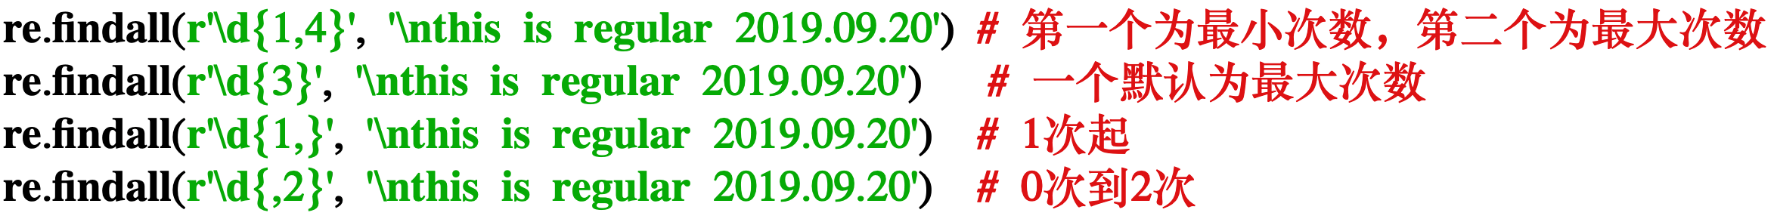 re.findall(r'\d{1,4}', '\nthis is regular 2019.09.20') # 第一个为最小次数，第二个为最大次数
re.findall(r'\d{3}', '\nthis is regular 2019.09.20') # 一个默认为最大次数
re.findall(r'\d{1,}', '\nthis is regular 2019.09.20') # 1次起
re.findall(r'\d{,2}', '\nthis is regular 2019.09.20') # 0次到2次